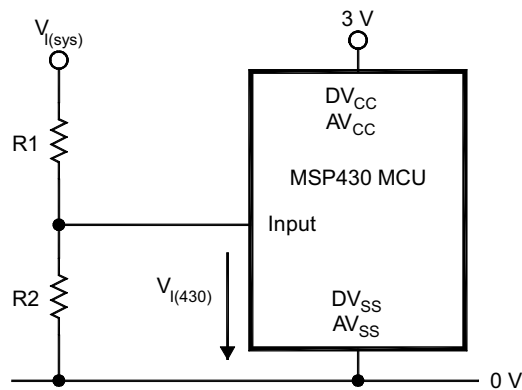 V_I(sys)
3 V
DV_CC
AV_CC
R1
MSP430 MCU
Input
V_I(430)
R2
DV_SS
AV_SS
0 V